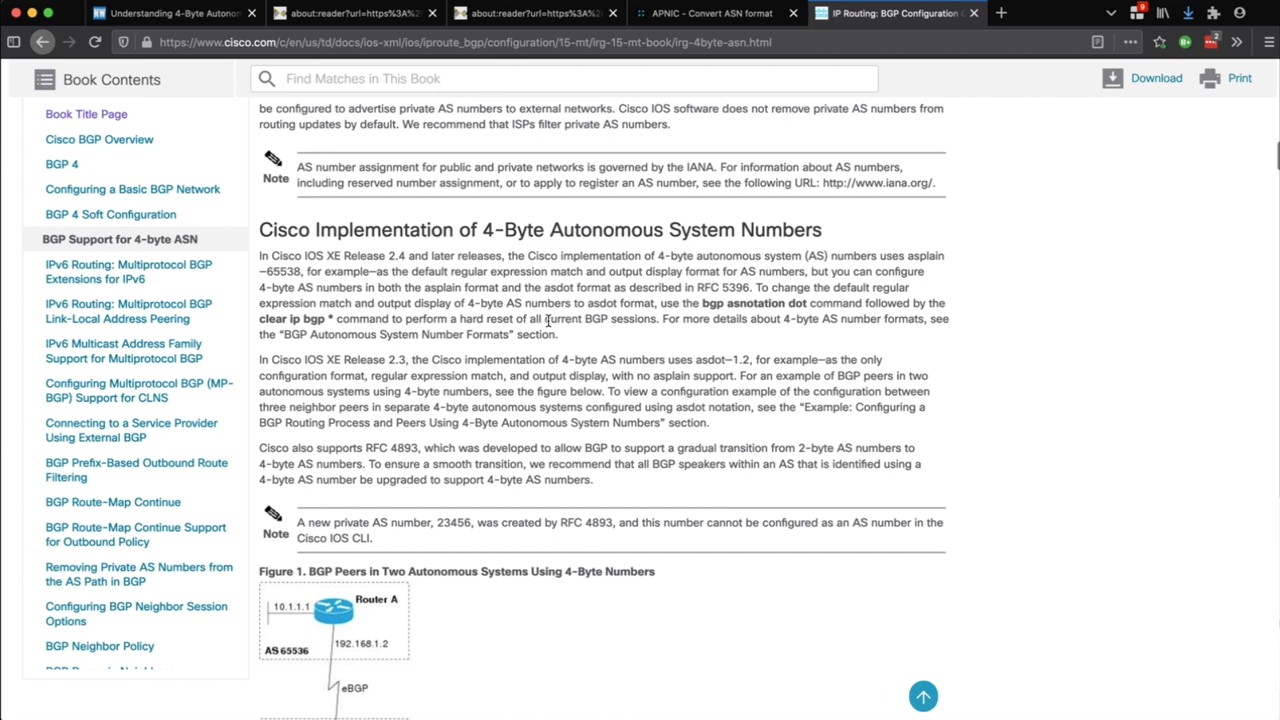 Understanding 4-Byte Autonom
about:reader?url=https%3A%2
about:reader?url=https%3A%2
APNIC - Convert ASN format
IP Routing: BGP Configuration
9
https://www.cisco.com/c/en/us/td/docs/ios-xml/ios/iproute_bgp/configuration/15-mt/irg-15-mt-book/irg-4byte-asn.html
2
Book Contents
Find Matches in This Book
Download
Print
Book Title Page
Cisco BGP Overview
BGP 4
Configuring a Basic BGP Network
BGP 4 Soft Configuration
BGP Support for 4-byte ASN
IPv6 Routing: Multiprotocol BGP
Extensions for IPv6
IPv6 Routing: Multiprotocol BGP
Link-Local Address Peering
IPv6 Multicast Address Family
Support for Multiprotocol BGP
Configuring Multiprotocol BGP (MP-
BGP) Support for CLNS
Connecting to a Service Provider
Using External BGP
BGP Prefix-Based Outbound Route
Filtering
BGP Route-Map Continue
BGP Route-Map Continue Support
for Outbound Policy
Removing Private AS Numbers from
the AS Path in BGP
Configuring BGP Neighbor Session
Options
BGP Neighbor Policy
be configured to advertise private AS numbers to external networks. Cisco IOS software does not remove private AS numbers from
routing updates by default. We recommend that ISPs filter private AS numbers.
Note
AS number assignment for public and private networks is governed by the IANA. For information about AS numbers,
including reserved number assignment, or to apply to register an AS number, see the following URL: http://www.iana.org/.
Cisco Implementation of 4-Byte Autonomous System Numbers
In Cisco IOS XE Release 2.4 and later releases, the Cisco implementation of 4-byte autonomous system (AS) numbers uses asplain
—65538, for example—as the default regular expression match and output display format for AS numbers, but you can configure
4-byte AS numbers in both the asplain format and the asdot format as described in RFC 5396. To change the default regular
expression match and output display of 4-byte AS numbers to asdot format, use the bgp asnotation dot command followed by the
clear ip bgp * command to perform a hard reset of all current BGP sessions. For more details about 4-byte AS number formats, see
the “BGP Autonomous System Number Formats” section.
In Cisco IOS XE Release 2.3, the Cisco implementation of 4-byte AS numbers uses asdot—1.2, for example—as the only
configuration format, regular expression match, and output display, with no asplain support. For an example of BGP peers in two
autonomous systems using 4-byte numbers, see the figure below. To view a configuration example of the configuration between
three neighbor peers in separate 4-byte autonomous systems configured using asdot notation, see the “Example: Configuring a
BGP Routing Process and Peers Using 4-Byte Autonomous System Numbers” section.
Cisco also supports RFC 4893, which was developed to allow BGP to support a gradual transition from 2-byte AS numbers to
4-byte AS numbers. To ensure a smooth transition, we recommend that all BGP speakers within an AS that is identified using a
4-byte AS number be upgraded to support 4-byte AS numbers.
Note
A new private AS number, 23456, was created by RFC 4893, and this number cannot be configured as an AS number in the
Cisco IOS CLI.
Figure 1. BGP Peers in Two Autonomous Systems Using 4-Byte Numbers
10.1.1.1
Router A
AS 65536
192.168.1.2
eBGP